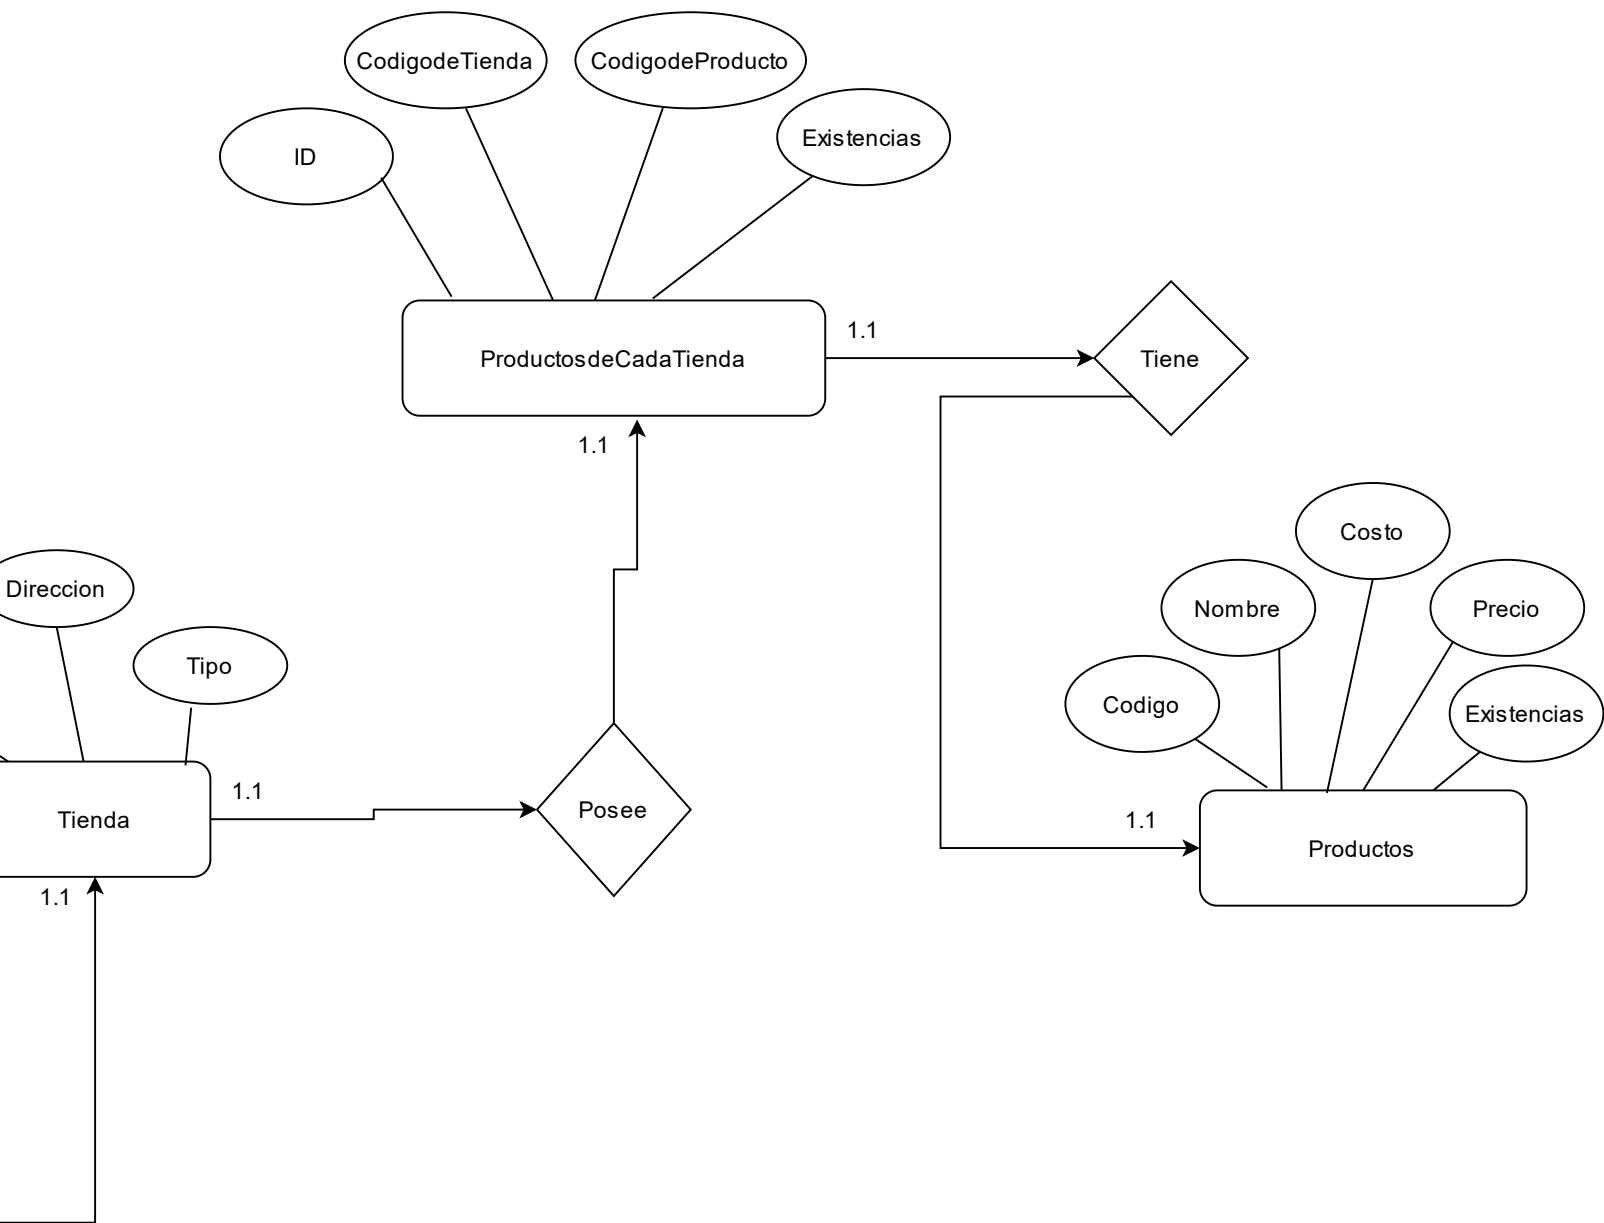 CodigodeTienda
CodigodeProducto
Existencias
ID
1.1
ProductosdeCadaTienda
Tiene
1.1
Costo
Direccion
Nombre
Precio
Tipo
Codigo
Existencias
1.1
Posee
Tienda
1.1
Productos
1.1